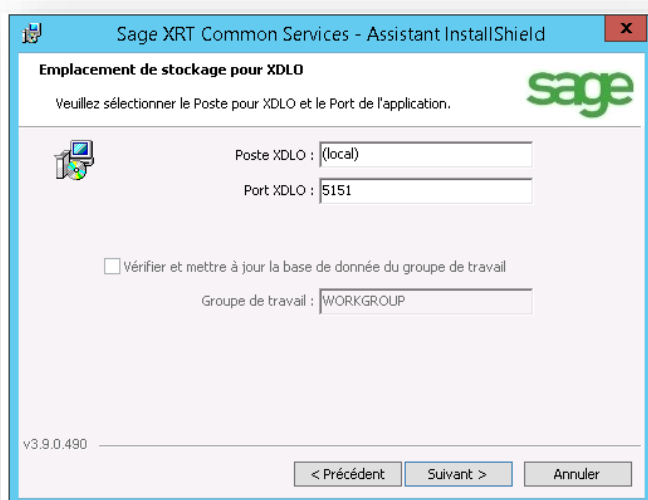 Sage XRT Common Services - Assistant InstallShield
x
Emplacement de stockage pour XDLO
Veuillez sélectionner le Poste pour XDLO et le Port de l'application.
sage
Poste XDLO : (local)
Port XDLO : 5151
Vérifier et mettre à jour la base de donnée du groupe de travail
Groupe de travail : WORKGROUP
v3.9.0.490
< Précédent Suivant > Annuler